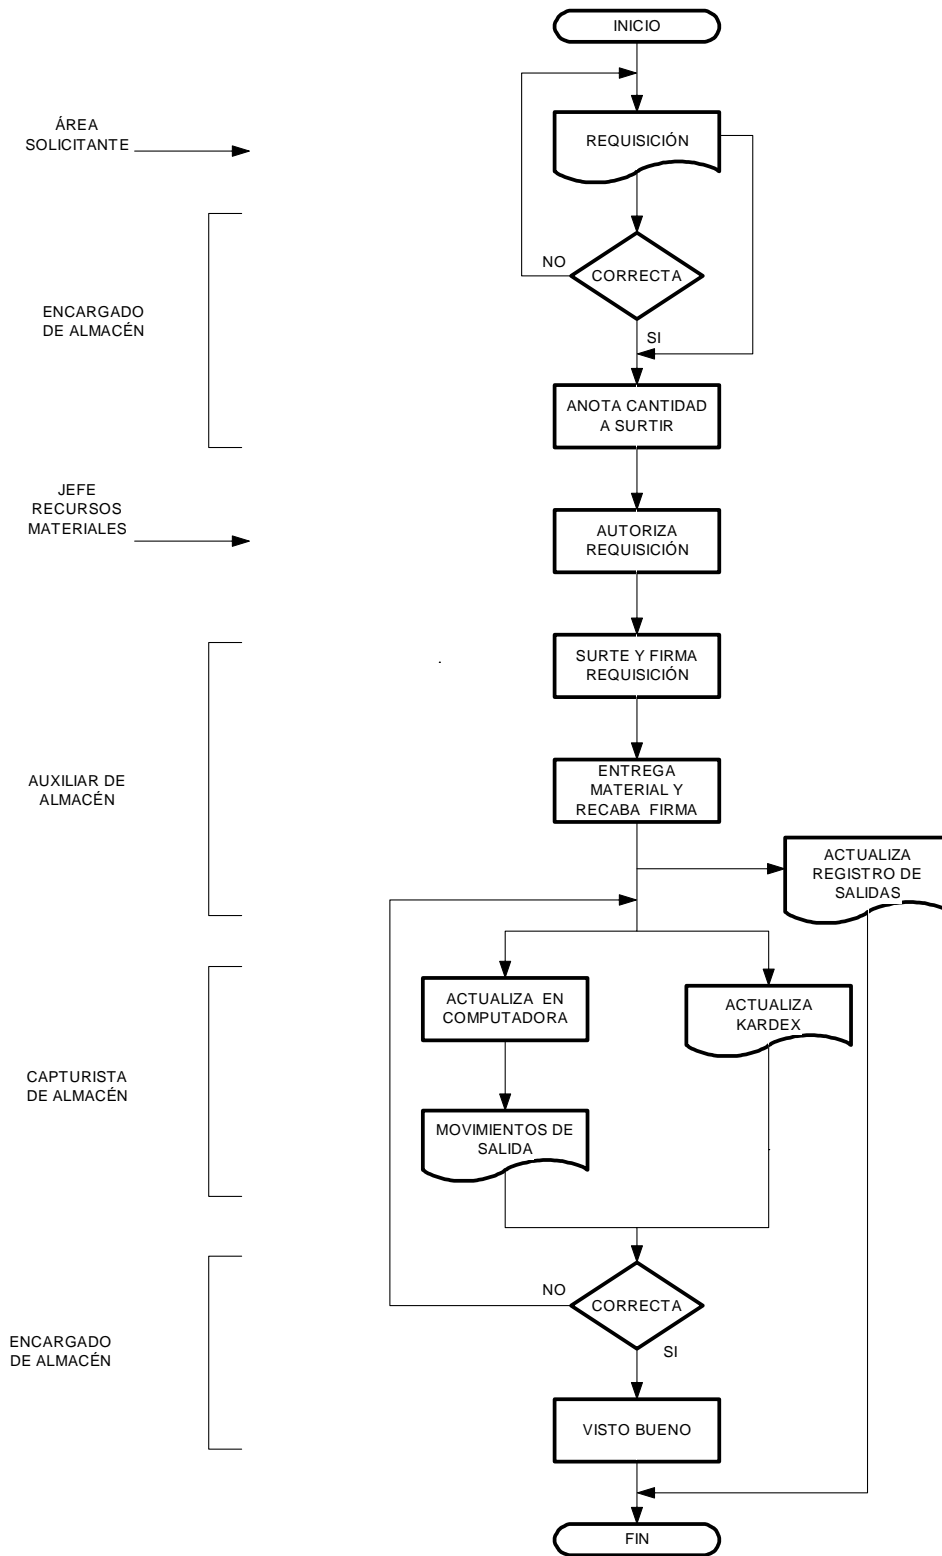 INICIO
ÁREA
SOLICITANTE
REQUISICIÓN
NO
CORRECTA
ENCARGADO
DE ALMACÉN
SI
ANOTA CANTIDAD
A SURTIR
JEFE
RECURSOS
MATERIALES
AUTORIZA
REQUISICIÓN
SURTE Y FIRMA
REQUISICIÓN
AUXILIAR DE
ALMACÉN
ENTREGA
MATERIAL Y
RECABA FIRMA
ACTUALIZA
REGISTRO DE
SALIDAS
ACTUALIZA EN
COMPUTADORA
ACTUALIZA
KARDEX
CAPTURISTA
DE ALMACÉN
MOVIMIENTOS DE
SALIDA
NO
CORRECTA
SI
ENCARGADO
DE ALMACÉN
VISTO BUENO
FIN